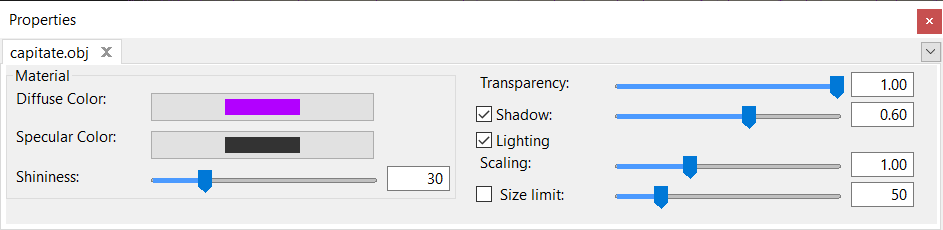 Properties
capitate.obj
Material
Diffuse Color:
Specular Color:
Shininess: 30
Transparency: 1.00
Shadow: 0.60
Lighting
Scaling: 1.00
Size limit: 50